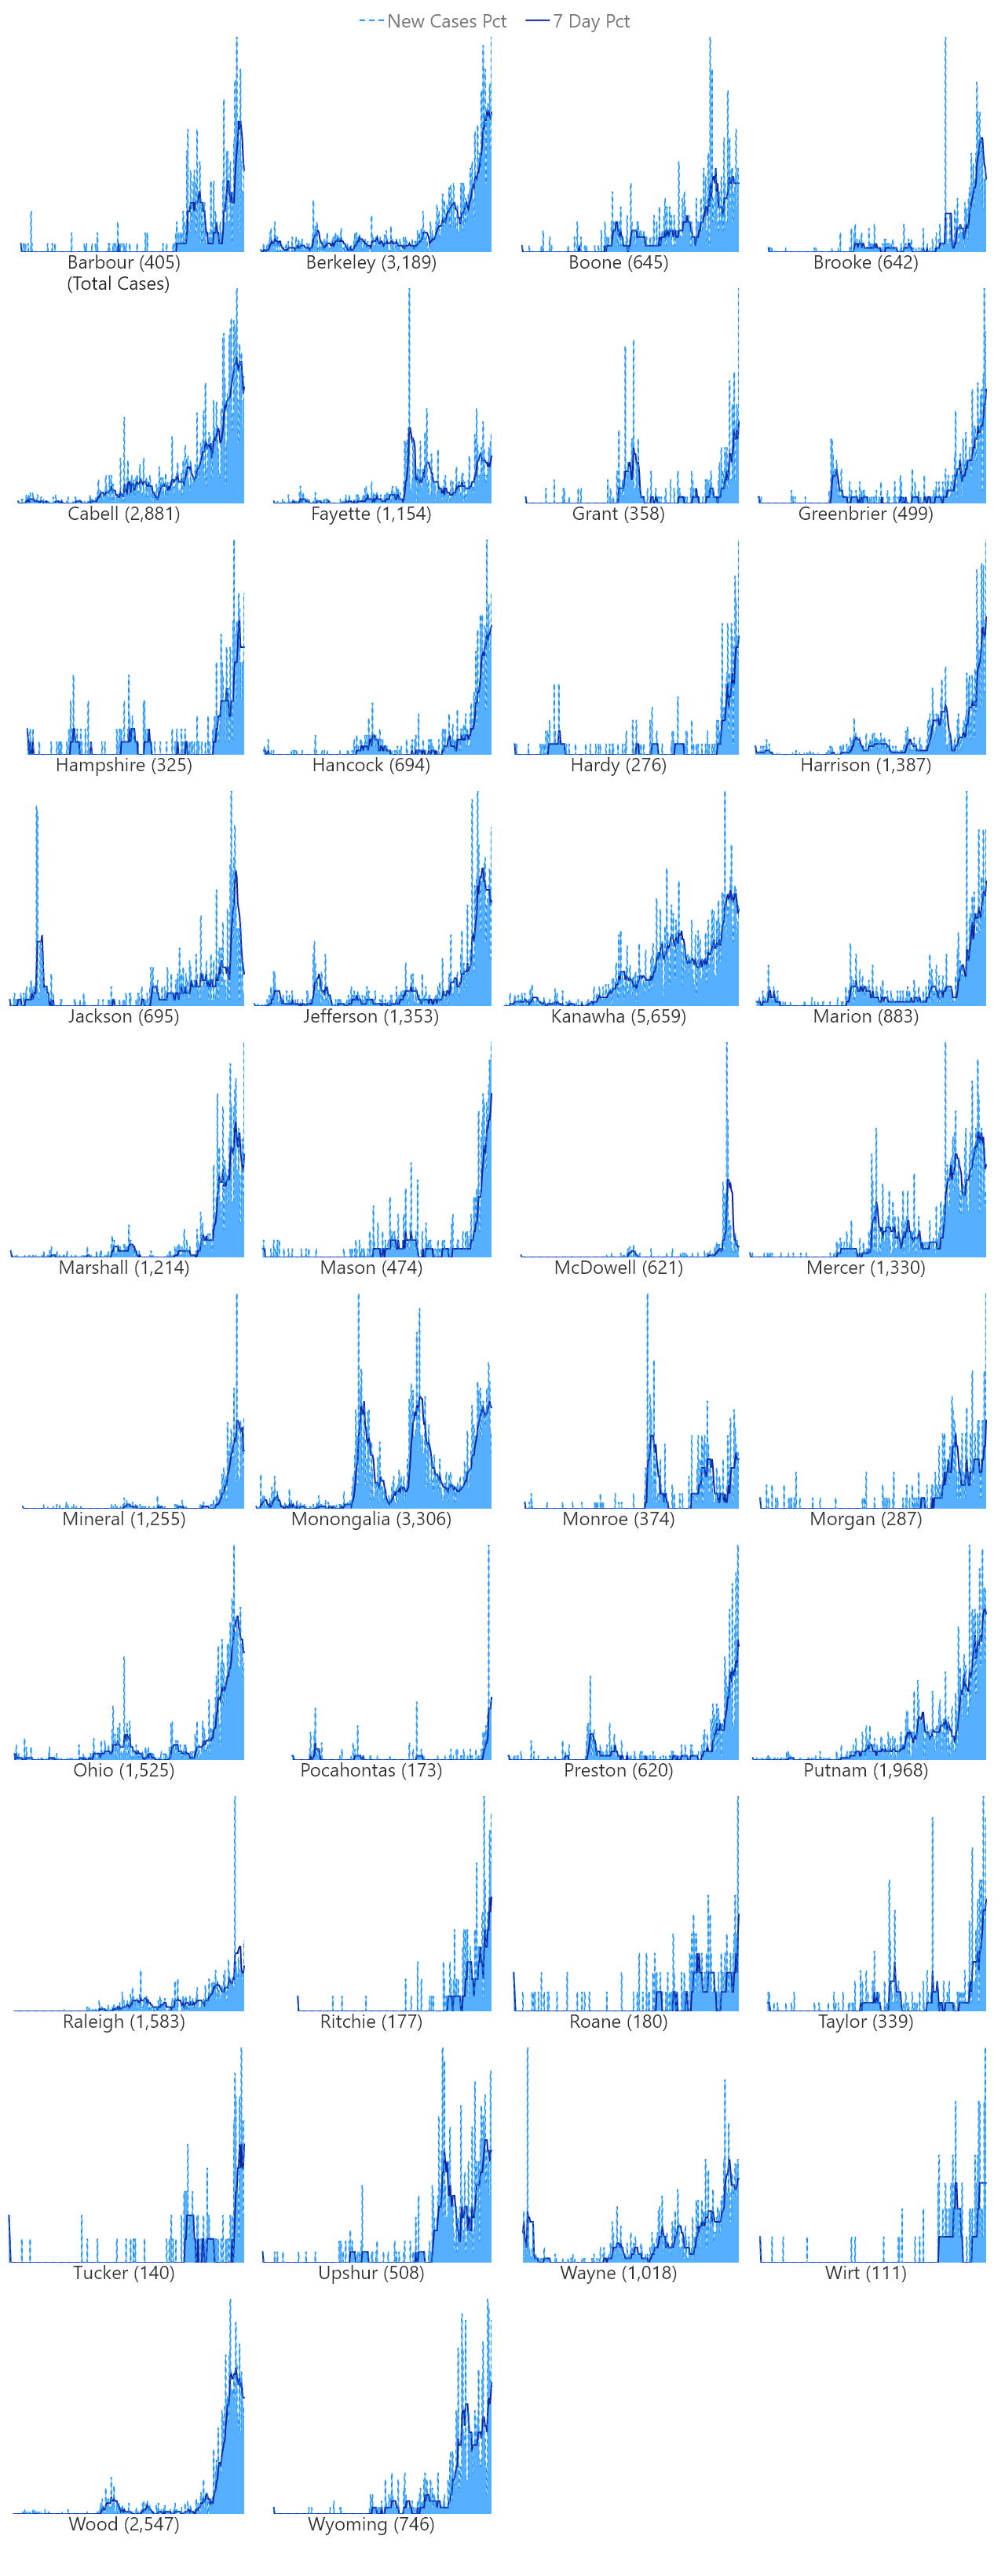 New Cases Pct 7 Day Pct
Barbour (405) Berkeley (3,189) Boone (645) Brooke (642)
(Total Cases)
Cabell (2,881) Fayette (1,154) Grant (358) Greenbrier (499)
Hampshire (325) Hancock (694) Hardy (276) Harrison (1,387)
Jackson (695) Jefferson (1,353) Kanawha (5,659) Marion (883)
Marshall (1,214) Mason (474) McDowell (621) Mercer (1,330)
Mineral (1,255) Monongalia (3,306) Monroe (374) Morgan (287)
Ohio (1,525) Pocahontas (173) Preston (620) Putnam (1,968)
Raleigh (1,583) Ritchie (177) Roane (180) Taylor (339)
Tucker (140) Upshur (508) Wayne (1,018) Wirt (111)
Wood (2,547) Wyoming (746)